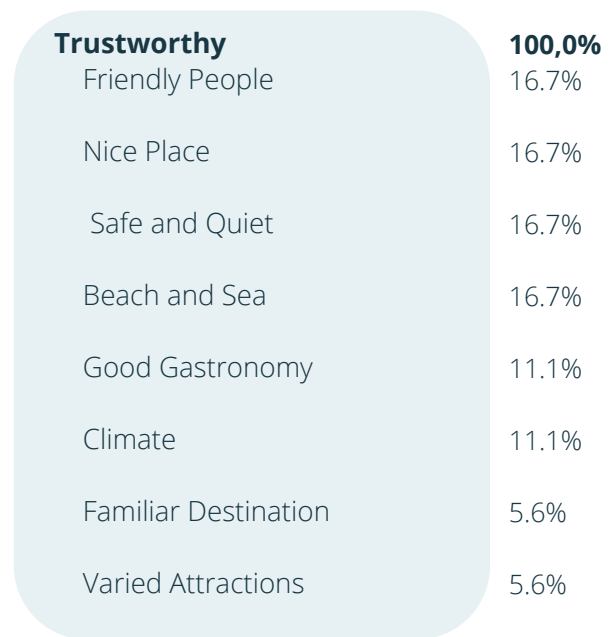 Trustworthy 100,0%
Friendly People 16.7%
Nice Place 16.7%
Safe and Quiet 16.7%
Beach and Sea 16.7%
Good Gastronomy 11.1%
Climate 11.1%
Familiar Destination 5.6%
Varied Attractions 5.6%